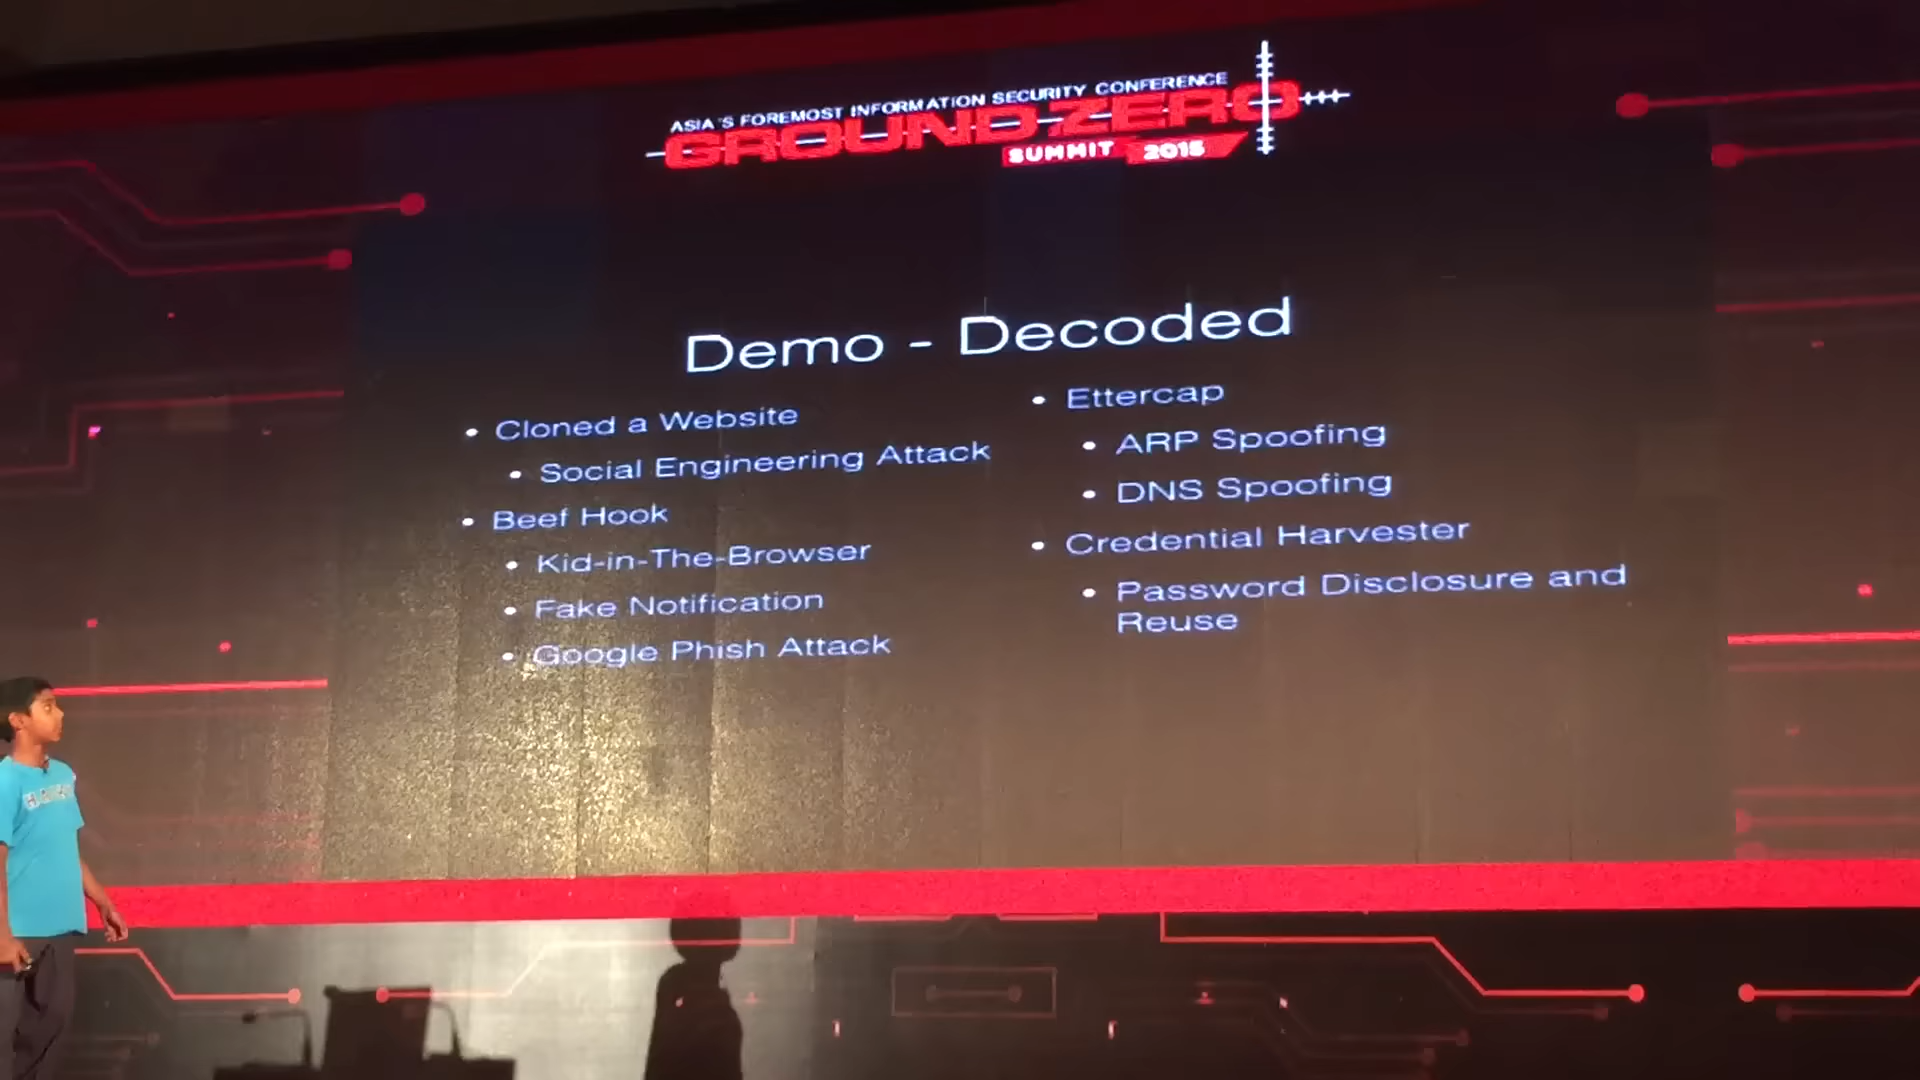 ASIA'S FOREMOST INFORMATION SECURITY CONFERENCE
GROUND ZERO
SUMMIT 2015
Demo - Decoded
• Cloned a Website
• Social Engineering Attack
• Beef Hook
• Kid-in-The-Browser
• Fake Notification
• Google Phish Attack
• Ettercap
• ARP Spoofing
• DNS Spoofing
• Credential Harvester
• Password Disclosure and
Reuse